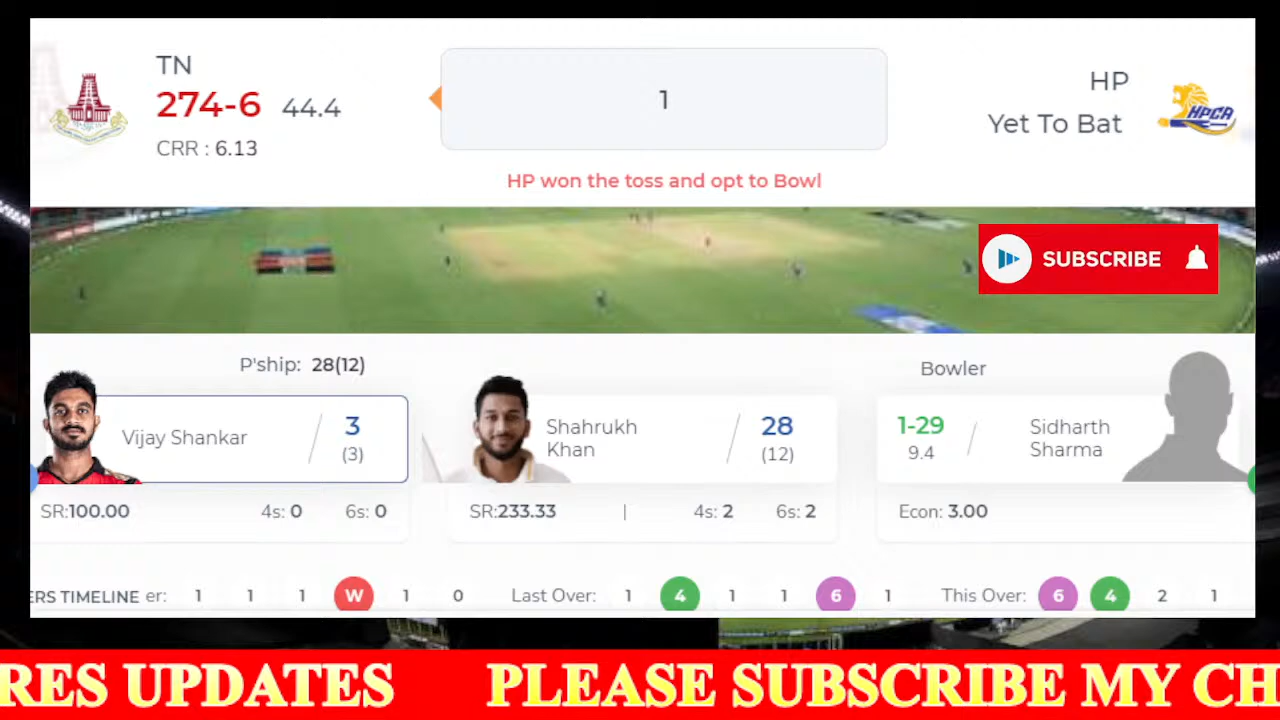 TN
274-6 44.4
CRR : 6.13
1
HP
Yet To Bat
HPCA
HP won the toss and opt to Bowl
SUBSCRIBE
P'ship: 28(12)
Vijay Shankar
3
(3)
SR:100.00 4s: 0 6s: 0
Shahrukh
Khan
28
(12)
SR:233.33 | 4s: 2 6s: 2
Bowler
1-29
9.4
Sidharth
Sharma
Econ: 3.00
ERS TIMELINE er: 1 1 1 W 1 0 Last Over: 1 4 1 1 6 1 This Over: 6 4 2 1
RES UPDATES PLEASE SUBSCRIBE MY CH